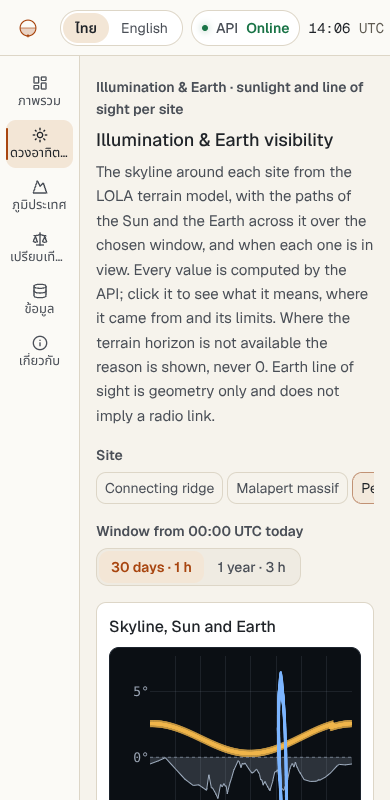 ไทย English API Online 14:06 UTC
ภาพรวม
ดวงอาทิต...
ภูมิประเทศ
เปรียบเที...
ข้อมูล
เกี่ยวกับ
Illumination & Earth · sunlight and line of
sight per site
Illumination & Earth visibility
The skyline around each site from the
LOLA terrain model, with the paths of
the Sun and the Earth across it over the
chosen window, and when each one is in
view. Every value is computed by the
API; click it to see what it means, where
it came from and its limits. Where the
terrain horizon is not available the
reason is shown, never 0. Earth line of
sight is geometry only and does not
imply a radio link.
Site
Connecting ridge Malapert massif Pe
Window from 00:00 UTC today
30 days · 1 h 1 year · 3 h
Skyline, Sun and Earth
5°
0°